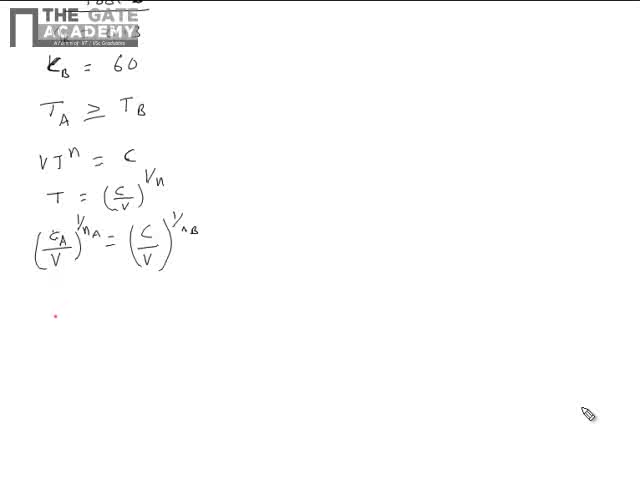 THE GATE
ACADEMY
C_B = 60
T_A ≥ T_B
VT^n = C
T = (C/V)^{1/n}
(C_A/V)^{1/n_A} = (C/V)^{1/n_B}